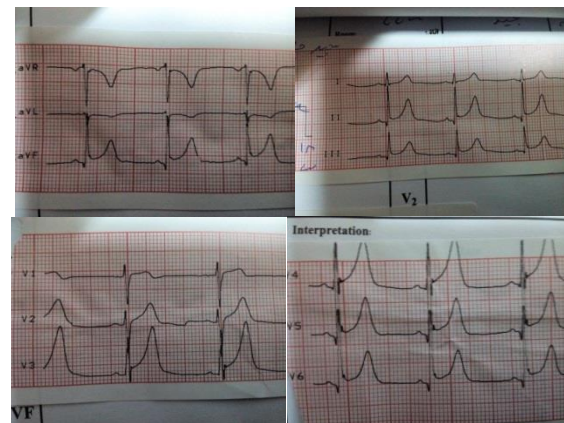 aVR
aVL
aVF
I
II
III
V₂
V1
V2
V3
VF
Interpretation:
V4
V5
V6